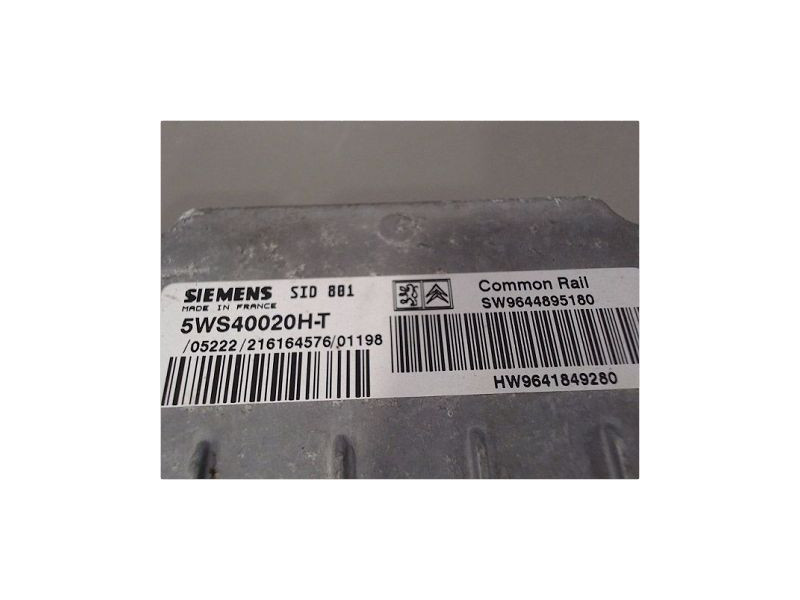 SIEMENS SID 801
MADE IN FRANCE
5WS40020H-T
/05222/216164576/01198
Common Rail
SW9644895180
HW9641849280